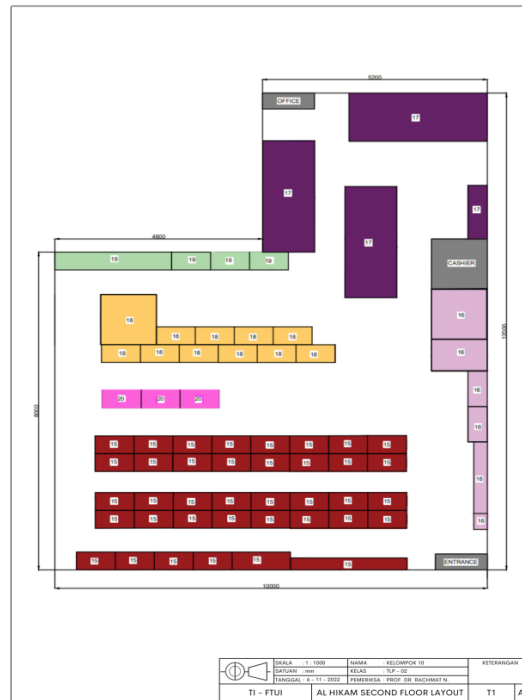 5200
OFFICE
17
17
17
17
4800
19 19 19 19
CASHIER
12000
18
16
18 18 18 18
18 18 18 18 18 18
16
16
20 20 20
16
8000
15 15 15 15 15 15 15 15
15 15 15 15 15 15 15 15
16
15 15 15 15 15 15 15 15
15 15 15 15 15 15 15 15
16
15 15 15 15 15 15
ENTRANCE
10000
SKALA : 1 : 1000 NAMA : KELOMPOK 10 KETERANGAN
SATUAN : mm KELAS : TLP - 02
TANGGAL : 6 - 11 - 2022 PEMERIKSA : PROF. DR. RACHMAT N.
TI - FTUI AL HIKAM SECOND FLOOR LAYOUT T1 A